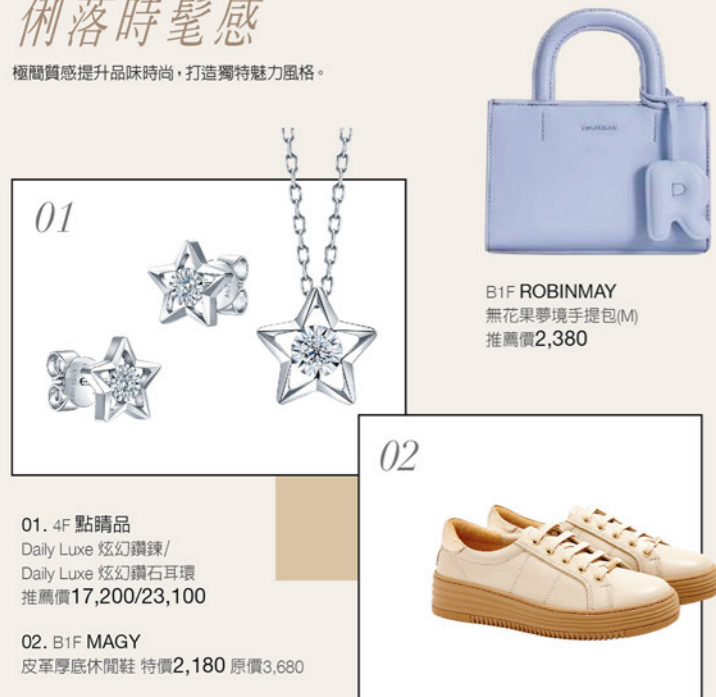 俐落時髦感
極簡質感提升品味時尚，打造獨特魅力風格。
01
R
B1F ROBINMAY
無花果夢境手提包(M)
推薦價2,380
02
01. 4F 點睛品
Daily Luxe 炫幻鑽鍊/
Daily Luxe 炫幻鑽石耳環
推薦價17,200/23,100
02. B1F MAGY
皮革厚底休閒鞋 特價2,180 原價3,680